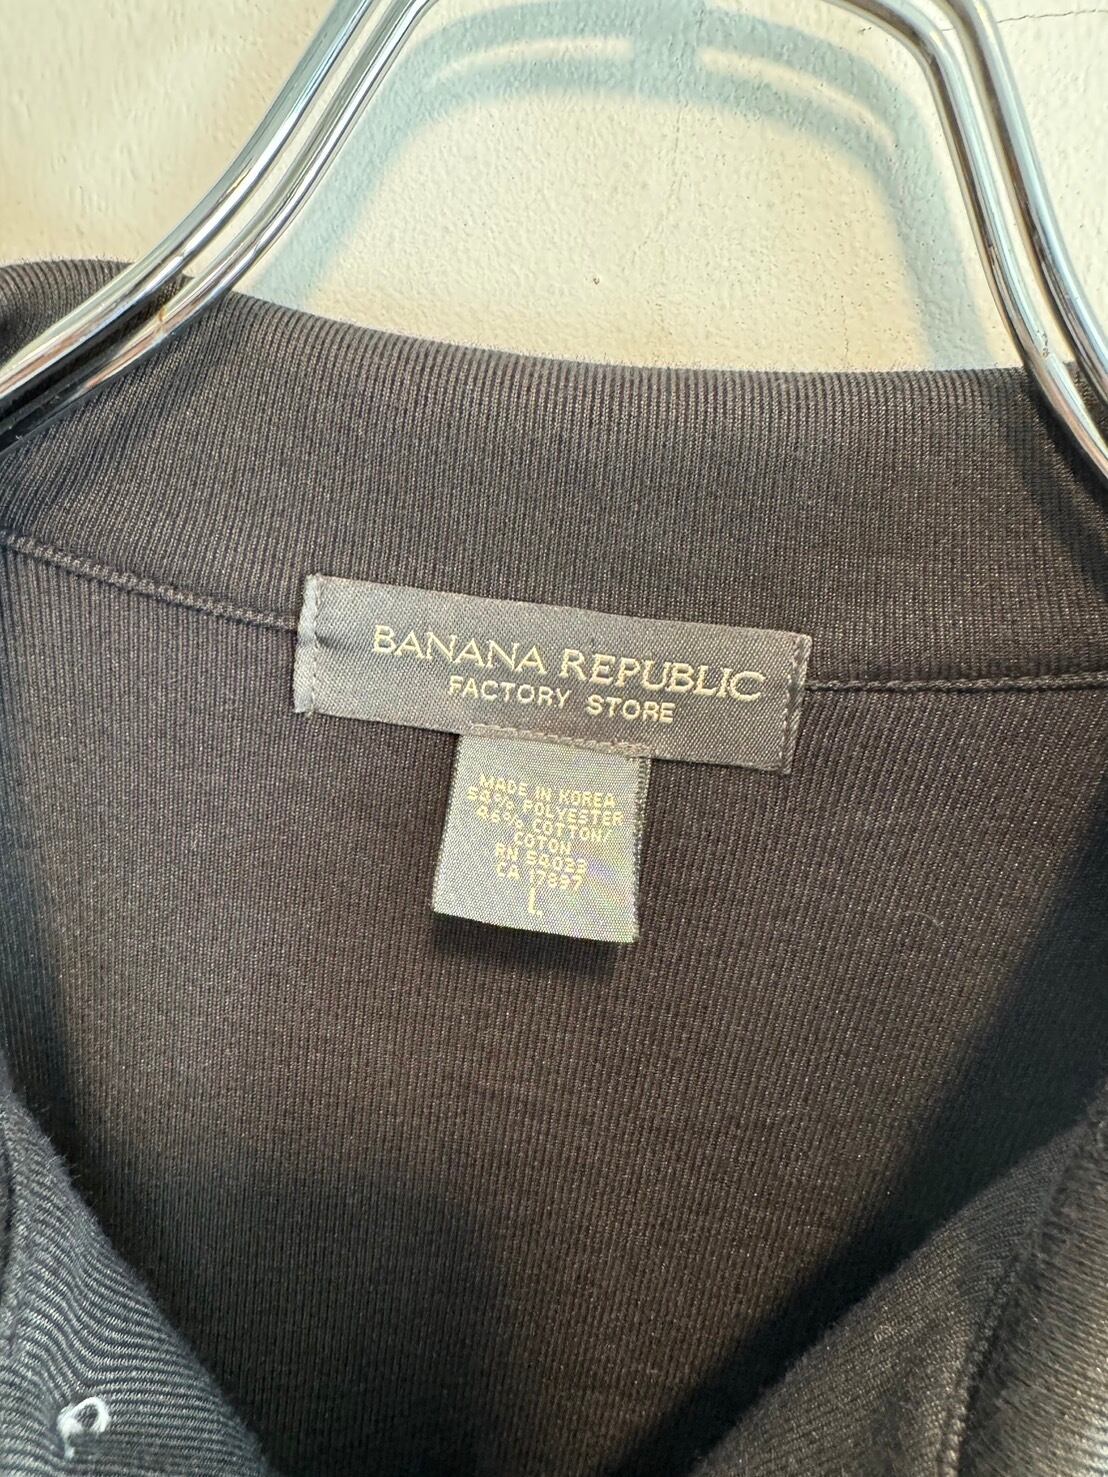 BANANA REPUBLIC
FACTORY STORE
MADE IN KOREA
54% POLYESTER
46% COTTON/
COTON
RN 54023
CA 17897
L